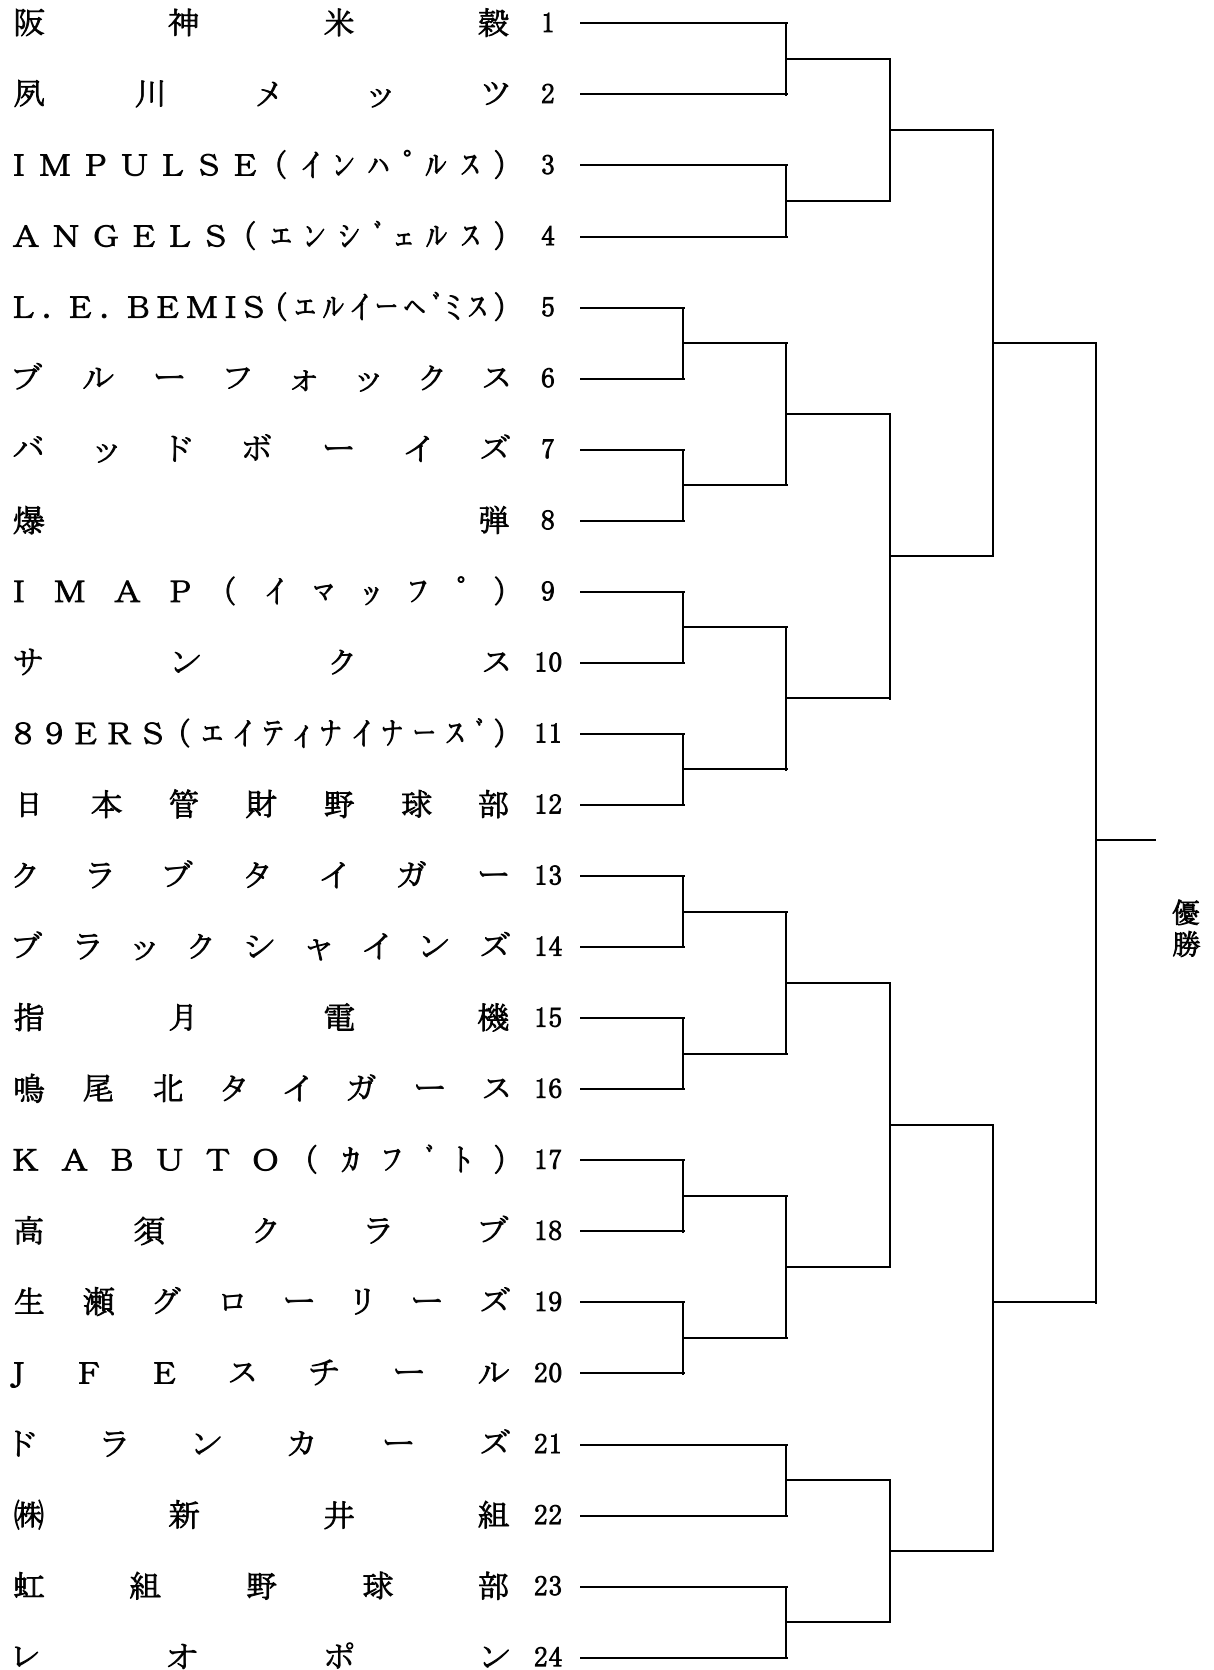 阪神米穀 1
夙川メッツ 2
IMPULSE(インパルス) 3
ANGELS(エンジェルス) 4
L.E.BEMIS(エルイーベミス) 5
ブルーフォックス 6
バッドボーイズ 7
爆弾 8
IMAP(イマップ) 9
サンクス 10
89ERS(エイティナイナーズ) 11
日本管財野球部 12
クラブタイガー 13
ブラックシャインズ 14
指月電機 15
鳴尾北タイガース 16
KABUTO(カブト) 17
高須クラブ 18
生瀬グローリーズ 19
JFEスチール 20
ドランカーズ 21
㈱新井組 22
虹組野球部 23
レオポン 24
優勝